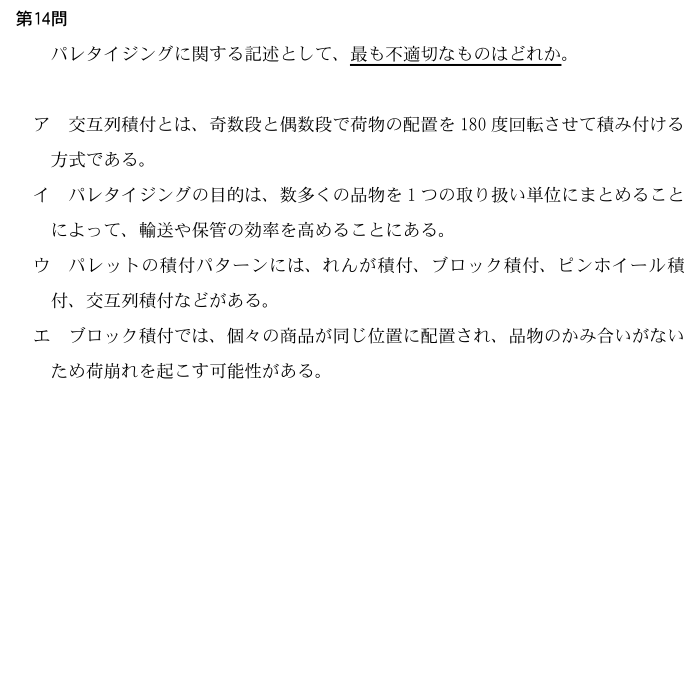 第14問
パレタイジングに関する記述として、最も不適切なものはどれか。
ア 交互列積付とは、奇数段と偶数段で荷物の配置を 180 度回転させて積み付ける
方式である。
イ パレタイジングの目的は、数多くの品物を 1 つの取り扱い単位にまとめること
によって、輸送や保管の効率を高めることにある。
ウ パレットの積付パターンには、れんが積付、ブロック積付、ピンホイール積
付、交互列積付などがある。
エ ブロック積付では、個々の商品が同じ位置に配置され、品物のかみ合いがない
ため荷崩れを起こす可能性がある。